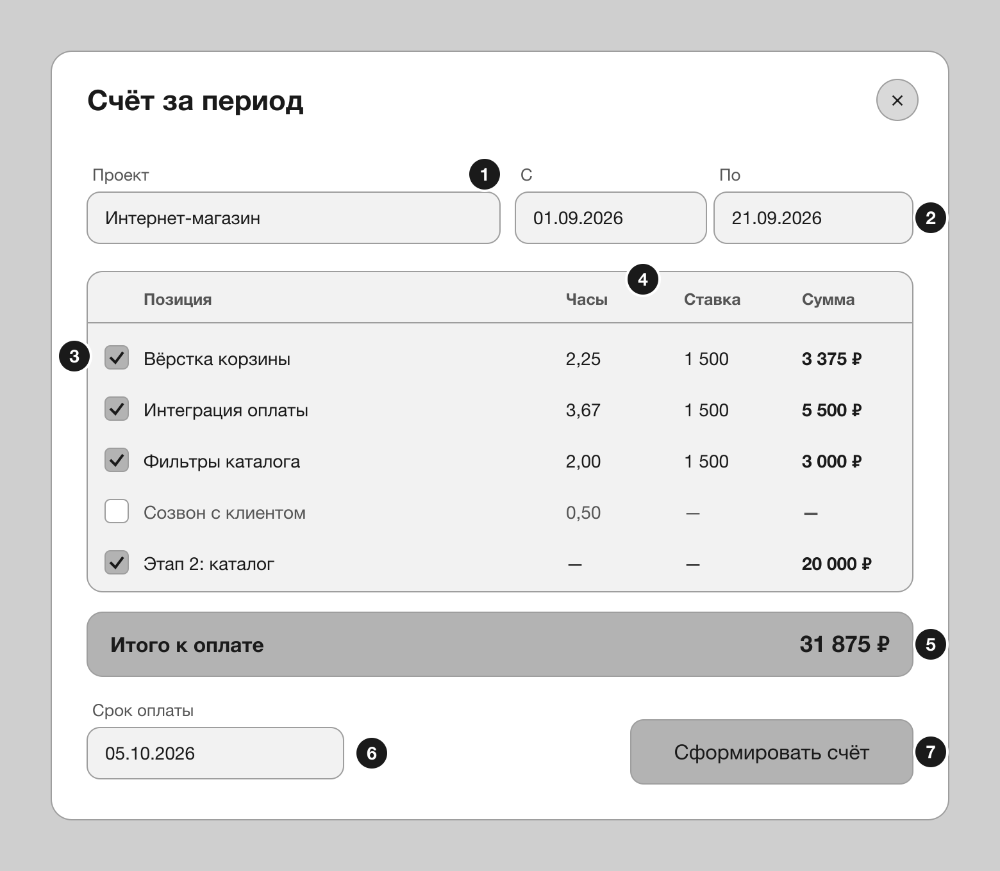 Счёт за период
×
Проект 1 С По
Интернет-магазин 01.09.2026 21.09.2026 2
4
Позиция Часы Ставка Сумма
3 Вёрстка корзины 2,25 1 500 3 375 ₽
Интеграция оплаты 3,67 1 500 5 500 ₽
Фильтры каталога 2,00 1 500 3 000 ₽
Созвон с клиентом 0,50 — —
Этап 2: каталог — — 20 000 ₽
Итого к оплате 31 875 ₽ 5
Срок оплаты
05.10.2026 6 Сформировать счёт 7